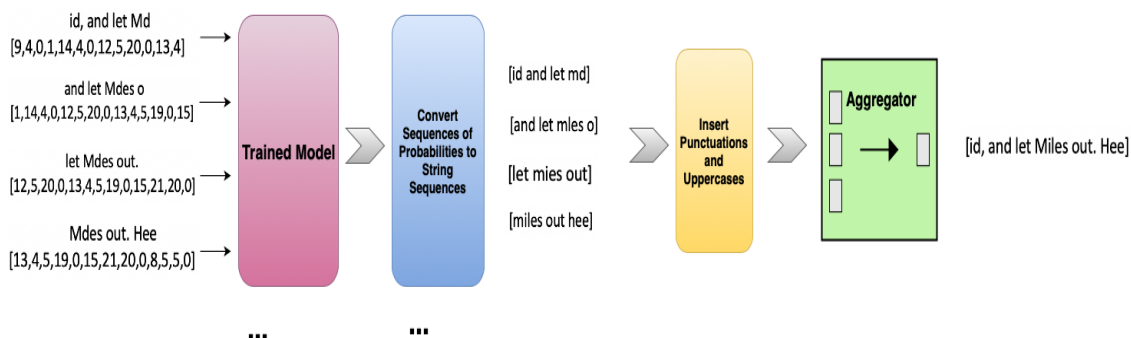 id, and let Md
[9,4,0,1,14,4,0,12,5,20,0,13,4]
and let Mdes o
[1,14,4,0,12,5,20,0,13,4,5,19,0,15]
let Mdes out.
[12,5,20,0,13,4,5,19,0,15,21,20,0]
Mdes out. Hee
[13,4,5,19,0,15,21,20,0,8,5,5,0]
...
Trained Model
Convert
Sequences of
Probabilities to
String
Sequences
...
[id and let md]
[and let mles o]
[let mies out]
[miles out hee]
Insert
Punctuations
and
Uppercases
Aggregator
[id, and let Miles out. Hee]